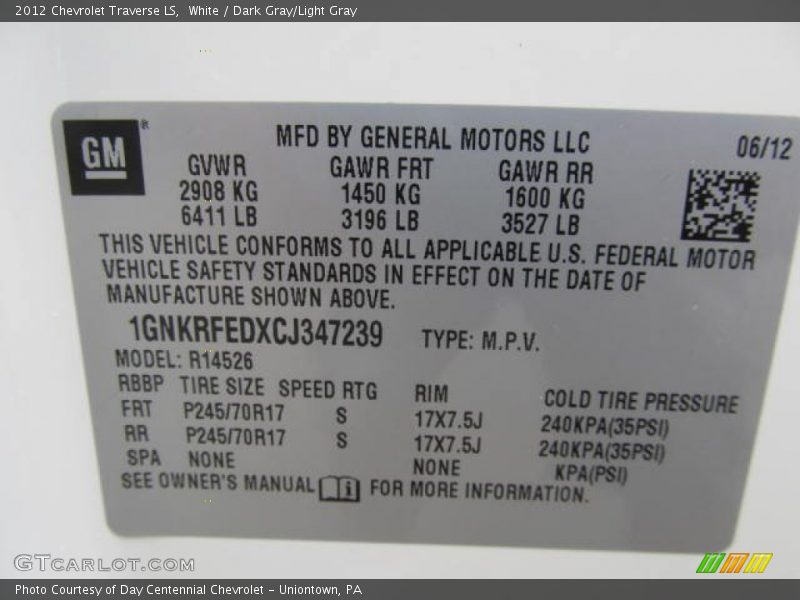 2012 Chevrolet Traverse LS, White / Dark Gray/Light Gray
GM®
MFD BY GENERAL MOTORS LLC 06/12
GVWR GAWR FRT GAWR RR
2908 KG 1450 KG 1600 KG
6411 LB 3196 LB 3527 LB
THIS VEHICLE CONFORMS TO ALL APPLICABLE U.S. FEDERAL MOTOR
VEHICLE SAFETY STANDARDS IN EFFECT ON THE DATE OF
MANUFACTURE SHOWN ABOVE.
1GNKRFEDXCJ347239 TYPE: M.P.V.
MODEL: R14526
RBBP TIRE SIZE SPEED RTG RIM COLD TIRE PRESSURE
FRT P245/70R17 S 17X7.5J 240KPA(35PSI)
RR P245/70R17 S 17X7.5J 240KPA(35PSI)
SPA NONE NONE KPA(PSI)
SEE OWNER'S MANUAL i FOR MORE INFORMATION.
GTCARLOT.COM
Photo Courtesy of Day Centennial Chevrolet - Uniontown, PA